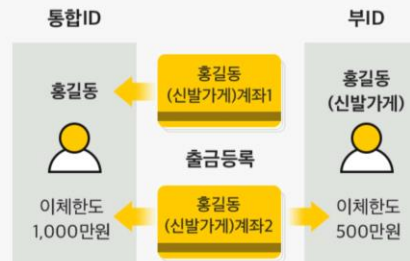 통합ID
부ID
홍길동
홍길동
(신발가게)계좌1
홍길동
(신발가게)
출금등록
이체한도
1,000만원
홍길동
(신발가게)계좌2
이체한도
500만원